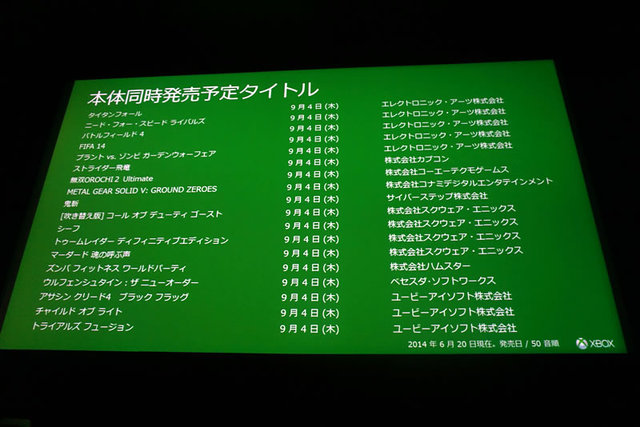 本体同時発売予定タイトル
タイタンフォール 9月4日(木) エレクトロニック・アーツ株式会社
ニード・フォー・スピード ライバルズ 9月4日(木) エレクトロニック・アーツ株式会社
バトルフィールド 4 9月4日(木) エレクトロニック・アーツ株式会社
FIFA 14 9月4日(木) エレクトロニック・アーツ株式会社
プラント vs. ゾンビ ガーデンウォーフェア 9月4日(木) エレクトロニック・アーツ株式会社
ストライダー飛竜 9月4日(木) 株式会社カプコン
無双OROCHI 2 Ultimate 9月4日(木) 株式会社コーエーテクモゲームス
METAL GEAR SOLID V: GROUND ZEROES 9月4日(木) 株式会社コナミデジタルエンタテインメント
鬼斬 9月4日(木) サイバーステップ株式会社
[吹き替え版] コール オブ デューティ ゴースト 9月4日(木) 株式会社スクウェア・エニックス
シーフ 9月4日(木) 株式会社スクウェア・エニックス
トゥームレイダー ディフィニティブエディション 9月4日(木) 株式会社スクウェア・エニックス
マーダード 魂の呼ぶ声 9月4日(木) 株式会社スクウェア・エニックス
ズンバ フィットネス ワールドパーティ 9月4日(木) 株式会社ハムスター
ウルフェンシュタイン：ザ ニューオーダー 9月4日(木) ベセスダ・ソフトワークス
アサシン クリード4 ブラック フラッグ 9月4日(木) ユービーアイソフト株式会社
チャイルド オブ ライト 9月4日(木) ユービーアイソフト株式会社
トライアルズ フュージョン 9月4日(木) ユービーアイソフト株式会社
2014 年 6 月 20 日現在。発売日 / 50 音順 XBOX